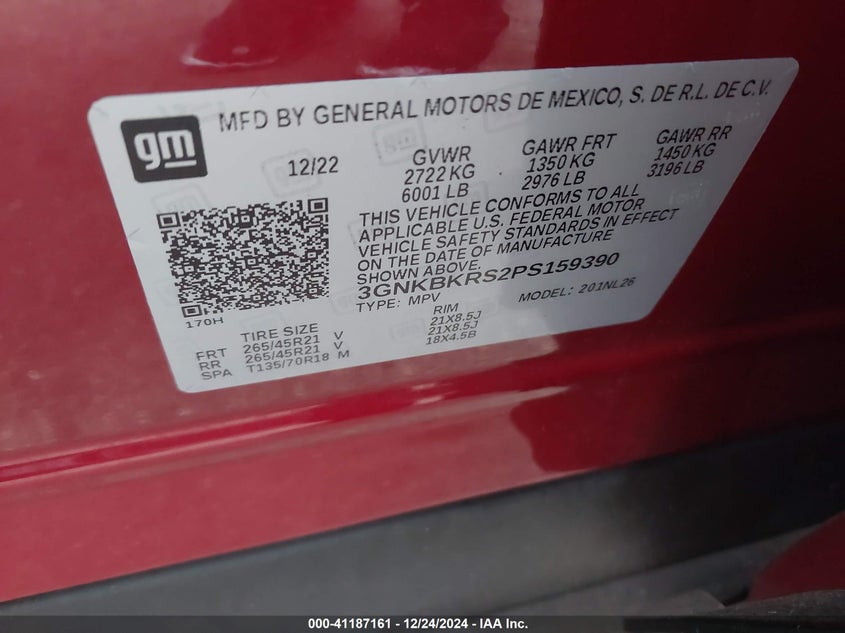 gm
MFD BY GENERAL MOTORS DE MEXICO, S. DE R.L. DE C.V.
12/22
GVWR
2722 KG
6001 LB
GAWR FRT
1350 KG
2976 LB
GAWR RR
1450 KG
3196 LB
THIS VEHICLE CONFORMS TO ALL
APPLICABLE U.S. FEDERAL MOTOR
VEHICLE SAFETY STANDARDS IN EFFECT
ON THE DATE OF MANUFACTURE
SHOWN ABOVE.
3GNKBKRS2PS159390
TYPE: MPV
MODEL: 201NL26
170H
TIRE SIZE
RIM
FRT 265/45R21 V 21X8.5J
RR 265/45R21 V 21X8.5J
SPA T135/70R18 M 18X4.5B
000-41187161 - 12/24/2024 - IAA Inc.